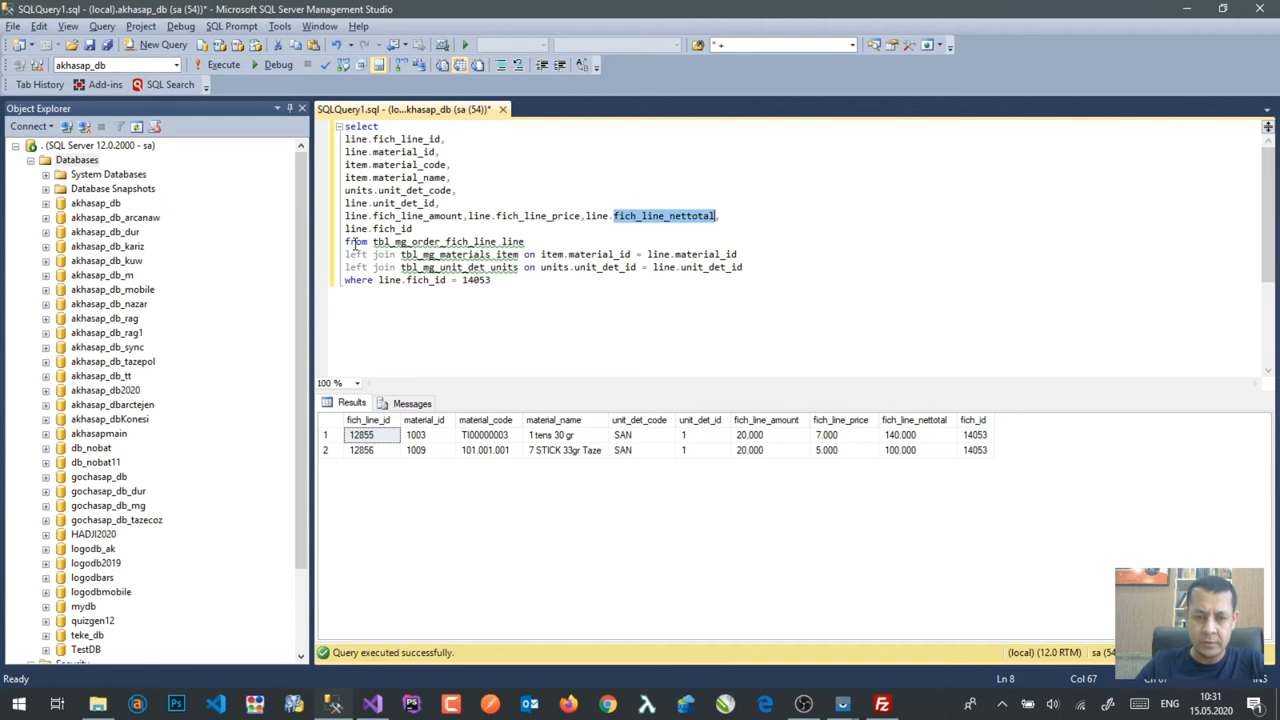 SQLQuery1.sql - (local).akhasap_db (sa (54))* - Microsoft SQL Server Management Studio
File Edit View Query Project Debug SQL Prompt Tools Window Help
New Query
akhasap_db Execute Debug
Tab History Add-ins SQL Search
Object Explorer
Connect
. (SQL Server 12.0.2000 - sa)
Databases
System Databases
Database Snapshots
akhasap_db
akhasap_db_arcanaw
akhasap_db_dur
akhasap_db_kariz
akhasap_db_kuw
akhasap_db_m
akhasap_db_mobile
akhasap_db_nazar
akhasap_db_rag
akhasap_db_rag1
akhasap_db_sync
akhasap_db_tazepol
akhasap_db_tt
akhasap_db2020
akhasap_dbarctejen
akhasap_dbKonesi
akhasapmain
db_nobat
db_nobat11
gochasap_db
gochasap_db_dur
gochasap_db_mg
gochasap_db_tazecoz
HADJI2020
logodb_ak
logodb2019
logodbars
logodbmobile
mydb
quizgen12
teke_db
TestDB
SQLQuery1.sql - (lo...khasap_db (sa (54))*
select
line.fich_line_id,
line.material_id,
item.material_code,
item.material_name,
units.unit_det_code,
line.unit_det_id,
line.fich_line_amount,line.fich_line_price,line.fich_line_nettotal,
line.fich_id
from tbl_mg_order_fich_line line
left join tbl_mg_materials item on item.material_id = line.material_id
left join tbl_mg_unit_det units on units.unit_det_id = line.unit_det_id
where line.fich_id = 14053
100 %
Results Messages
fich_line_id material_id material_code material_name unit_det_code unit_det_id fich_line_amount fich_line_price fich_line_nettotal fich_id
1 12855 1003 TI00000003 1 tens 30 gr SAN 1 20.000 7.000 140.000 14053
2 12856 1009 101.001.001 7 STICK 33gr Taze SAN 1 20.000 5.000 100.000 14053
Query executed successfully. (local) (12.0 RTM) sa (54
Ready Ln 8 Col 67 INS
ENG 10:31
15.05.2020